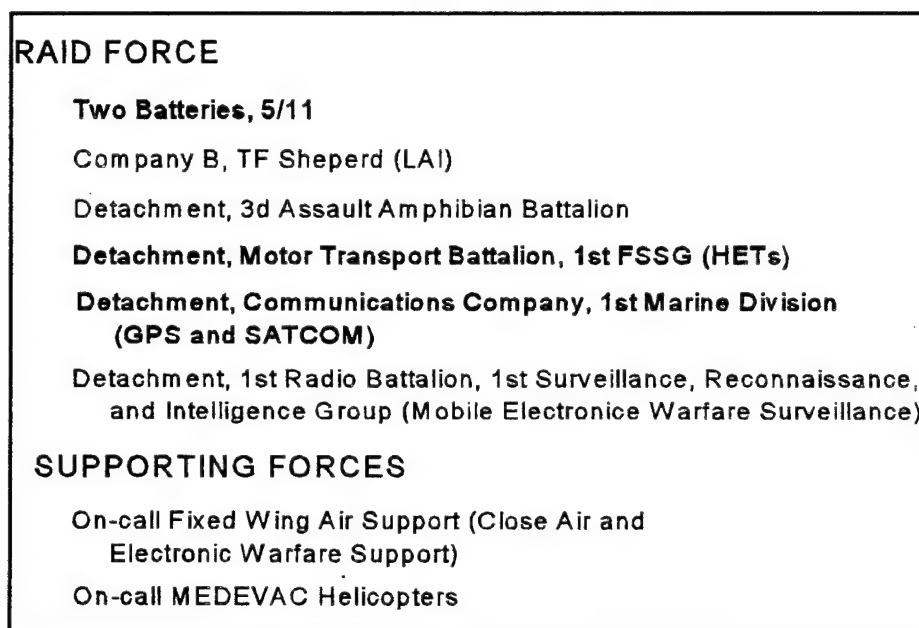 RAID FORCE
Two Batteries, 5/11
Company B, TF Sheperd (LAI)
Detachment, 3d Assault Amphibian Battalion
Detachment, Motor Transport Battalion, 1st FSSG (HETs)
Detachment, Communications Company, 1st Marine Division
(GPS and SATCOM)
Detachment, 1st Radio Battalion, 1st Surveillance, Reconnaissance,
and Intelligence Group (Mobile Electronice Warfare Surveillance)
SUPPORTING FORCES
On-call Fixed Wing Air Support (Close Air and
Electronic Warfare Support)
On-call MEDEVAC Helicopters